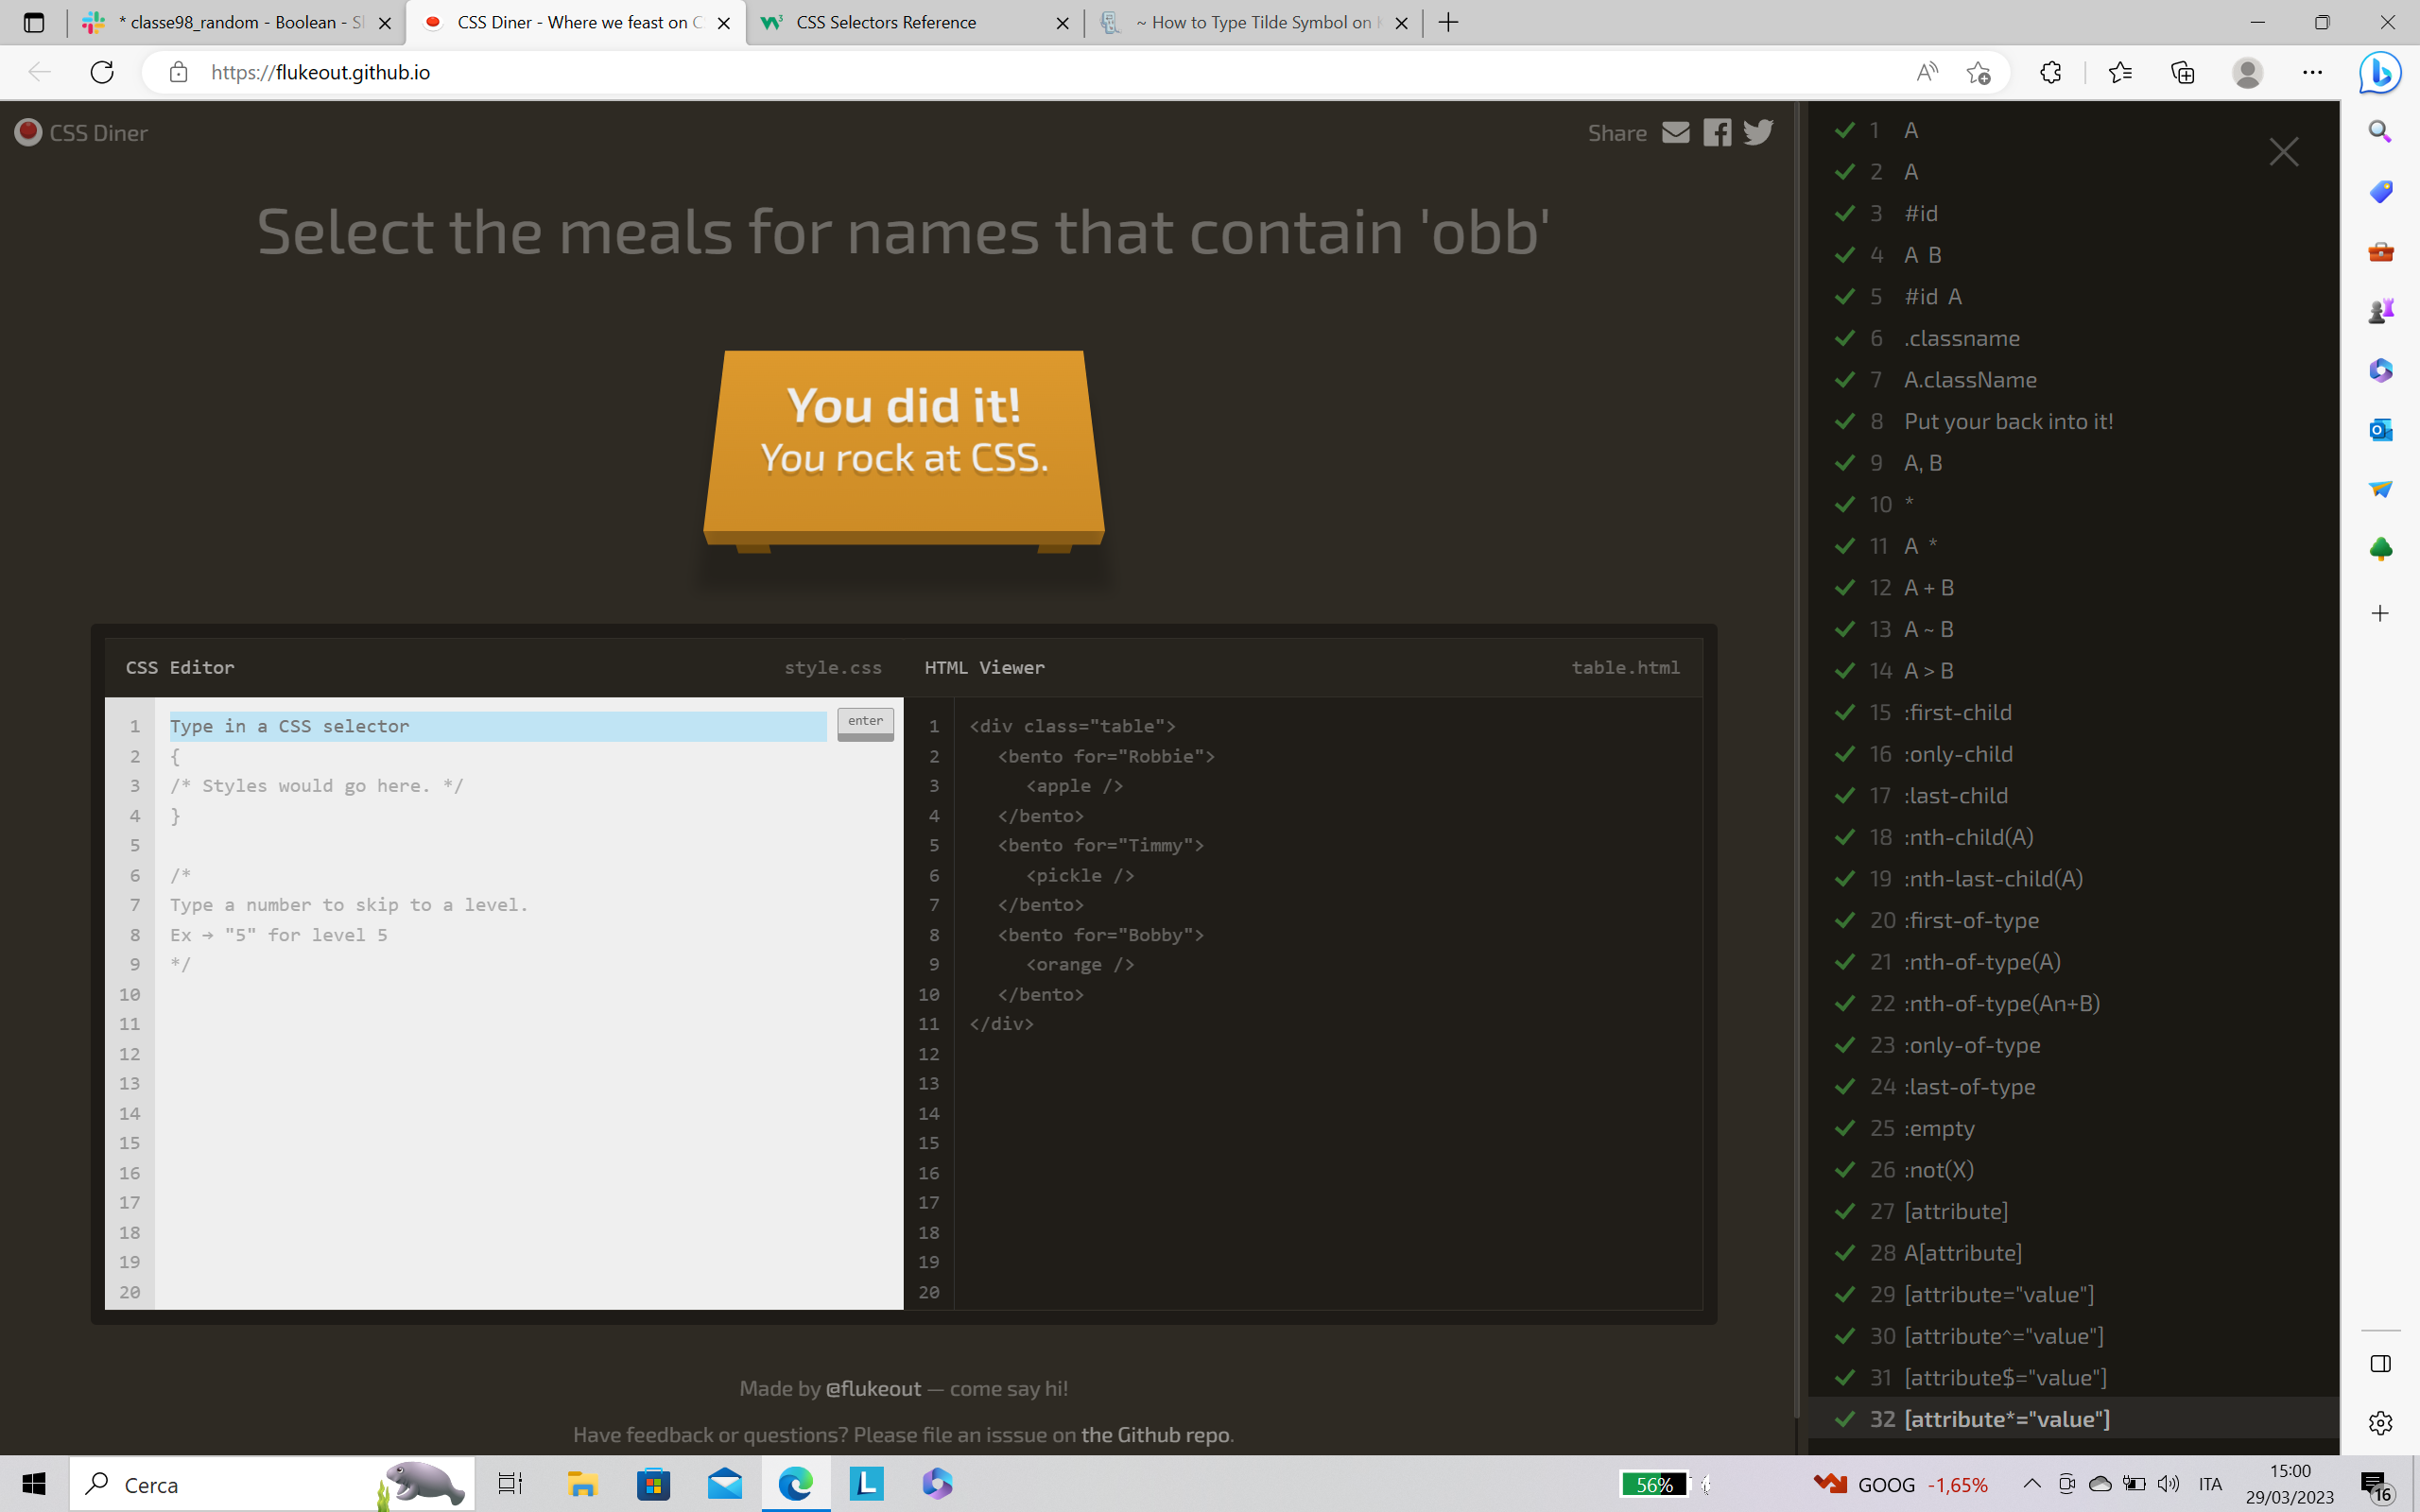 * classe98_random - Boolean - Sl
CSS Diner - Where we feast on C
CSS Selectors Reference
~ How to Type Tilde Symbol on K
https://flukeout.github.io
CSS Diner
Share
Select the meals for names that contain 'obb'
You did it!
You rock at CSS.
CSS Editor
style.css
1 Type in a CSS selector
enter
2 {
3 /* Styles would go here. */
4 }
5
6 /*
7 Type a number to skip to a level.
8 Ex → "5" for level 5
9 */
10
11
12
13
14
15
16
17
18
19
20
HTML Viewer
table.html
1 <div class="table">
2 <bento for="Robbie">
3 <apple />
4 </bento>
5 <bento for="Timmy">
6 <pickle />
7 </bento>
8 <bento for="Bobby">
9 <orange />
10 </bento>
11 </div>
12
13
14
15
16
17
18
19
20
Made by @flukeout — come say hi!
Have feedback or questions? Please file an isssue on the Github repo.
1 A
2 A
3 #id
4 A B
5 #id A
6 .classname
7 A.className
8 Put your back into it!
9 A, B
10 *
11 A *
12 A + B
13 A ~ B
14 A > B
15 :first-child
16 :only-child
17 :last-child
18 :nth-child(A)
19 :nth-last-child(A)
20 :first-of-type
21 :nth-of-type(A)
22 :nth-of-type(An+B)
23 :only-of-type
24 :last-of-type
25 :empty
26 :not(X)
27 [attribute]
28 A[attribute]
29 [attribute="value"]
30 [attribute^="value"]
31 [attribute$="value"]
32 [attribute*="value"]
Cerca
56%
GOOG -1,65%
ITA
15:00
29/03/2023
16